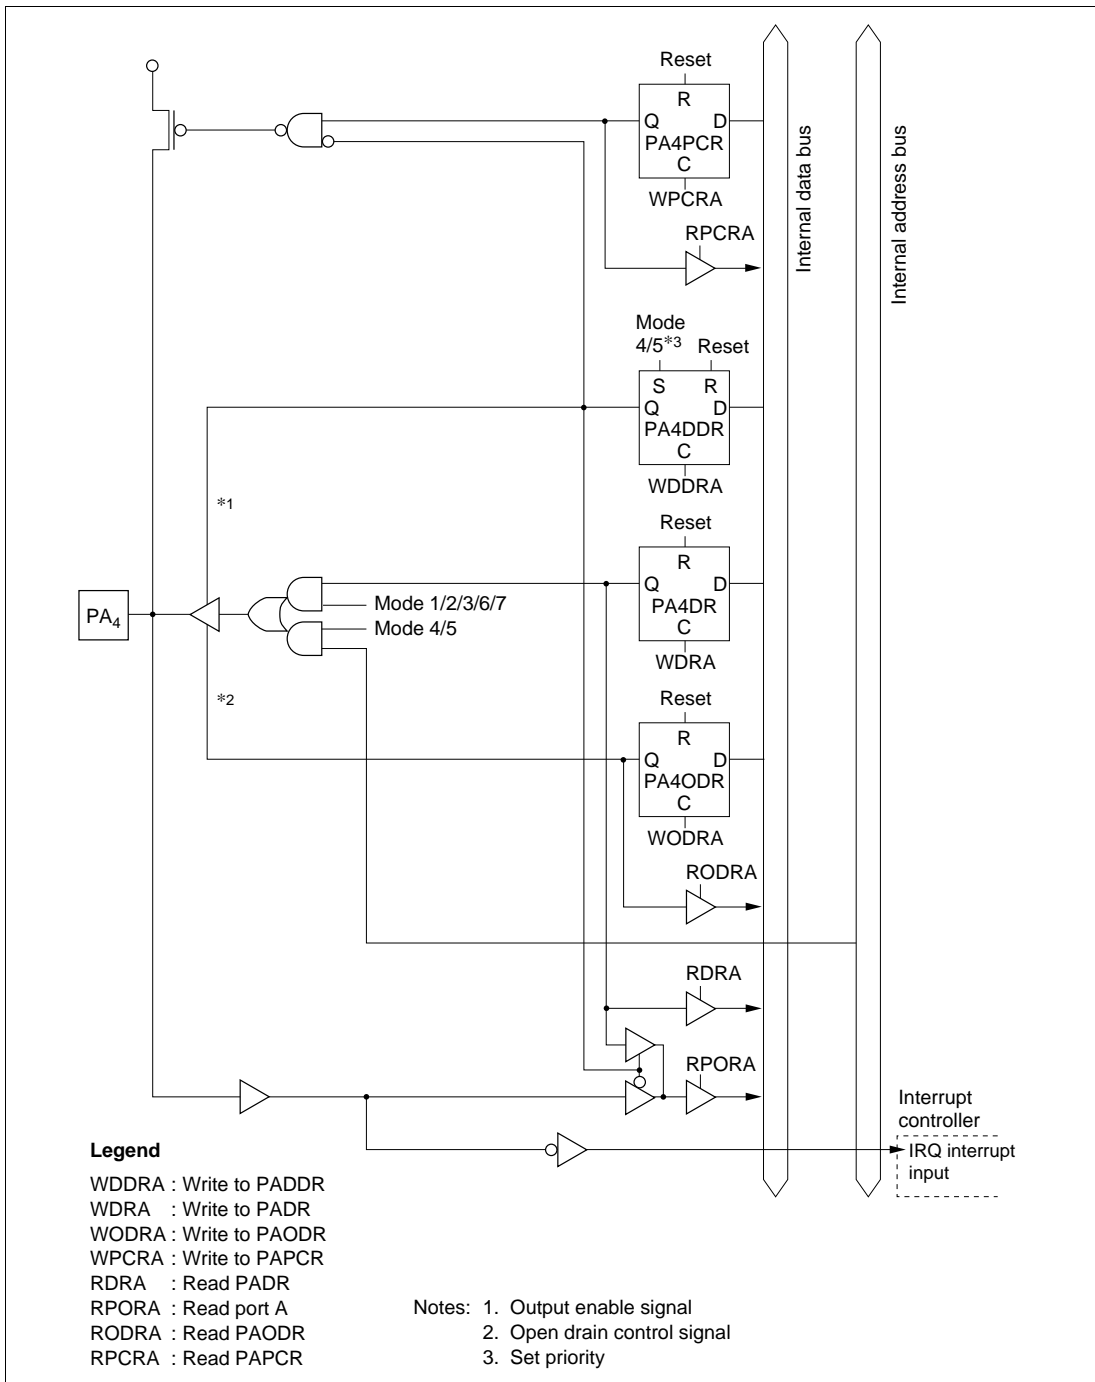 Reset
R
Q D
PA4PCR
C
WPCRA
RPCRA
Internal data bus
Internal address bus
Mode
4/5*3 Reset
S R
Q D
PA4DDR
C
WDDRA
*1
Reset
R
Q D
PA4DR
C
WDRA
Mode 1/2/3/6/7
Mode 4/5
PA4
*2
Reset
R
Q D
PA4ODR
C
WODRA
RODRA
RDRA
RPORA
Interrupt
controller
IRQ interrupt
input
Legend
WDDRA : Write to PADDR
WDRA : Write to PADR
WODRA : Write to PAODR
WPCRA : Write to PAPCR
RDRA : Read PADR
RPORA : Read port A
RODRA : Read PAODR
RPCRA : Read PAPCR
Notes: 1. Output enable signal
2. Open drain control signal
3. Set priority